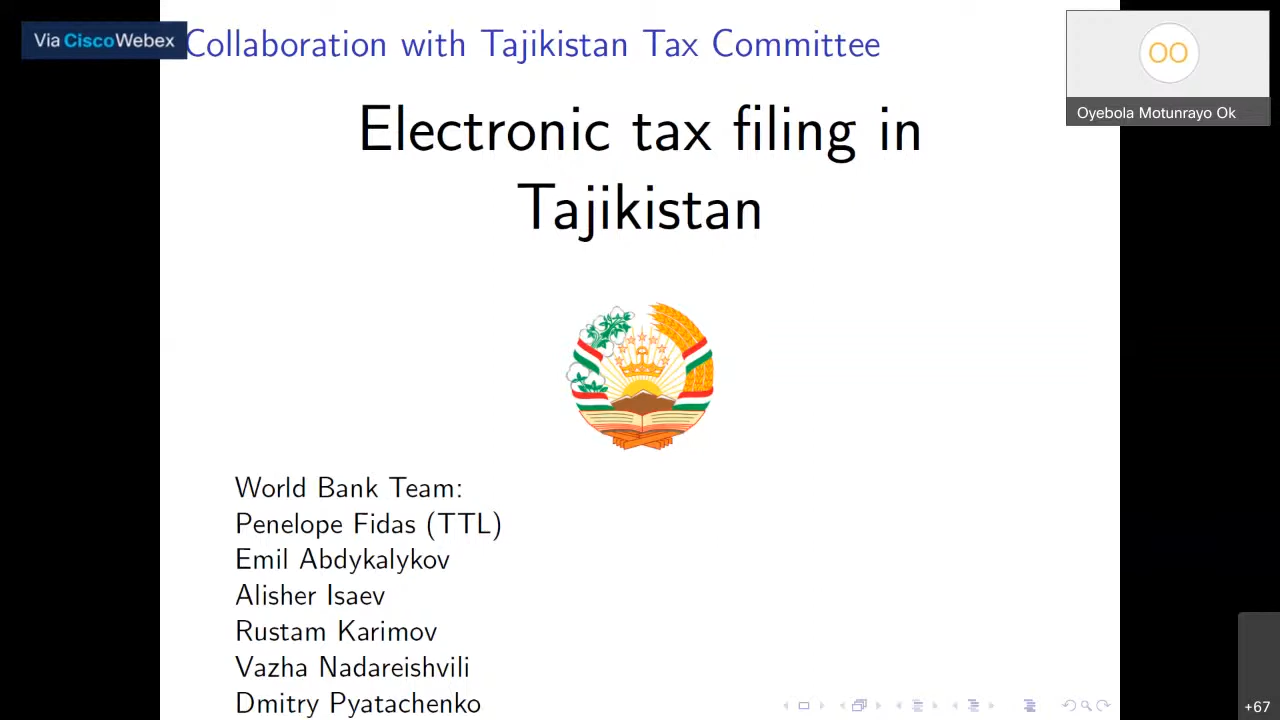 Via CiscoWebex
Collaboration with Tajikistan Tax Committee
OO
Oyebola Motunrayo Ok
Electronic tax filing in
Tajikistan
World Bank Team:
Penelope Fidas (TTL)
Emil Abdykalykov
Alisher Isaev
Rustam Karimov
Vazha Nadareishvili
Dmitry Pyatachenko
+67